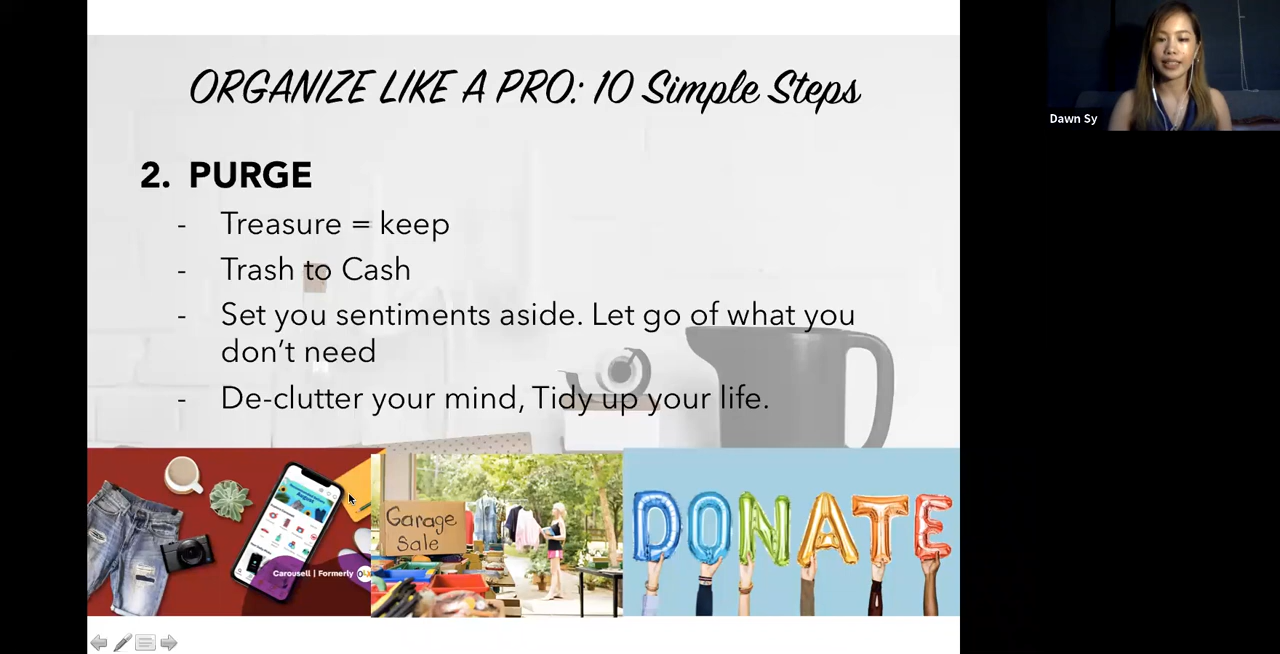 ORGANIZE LIKE A PRO: 10 Simple Steps
Dawn Sy
2. PURGE
- Treasure = keep
- Trash to Cash
- Set you sentiments aside. Let go of what you
don't need
- De-clutter your mind, Tidy up your life.
August
Garage
Sale
Carousell | Formerly
DONATE